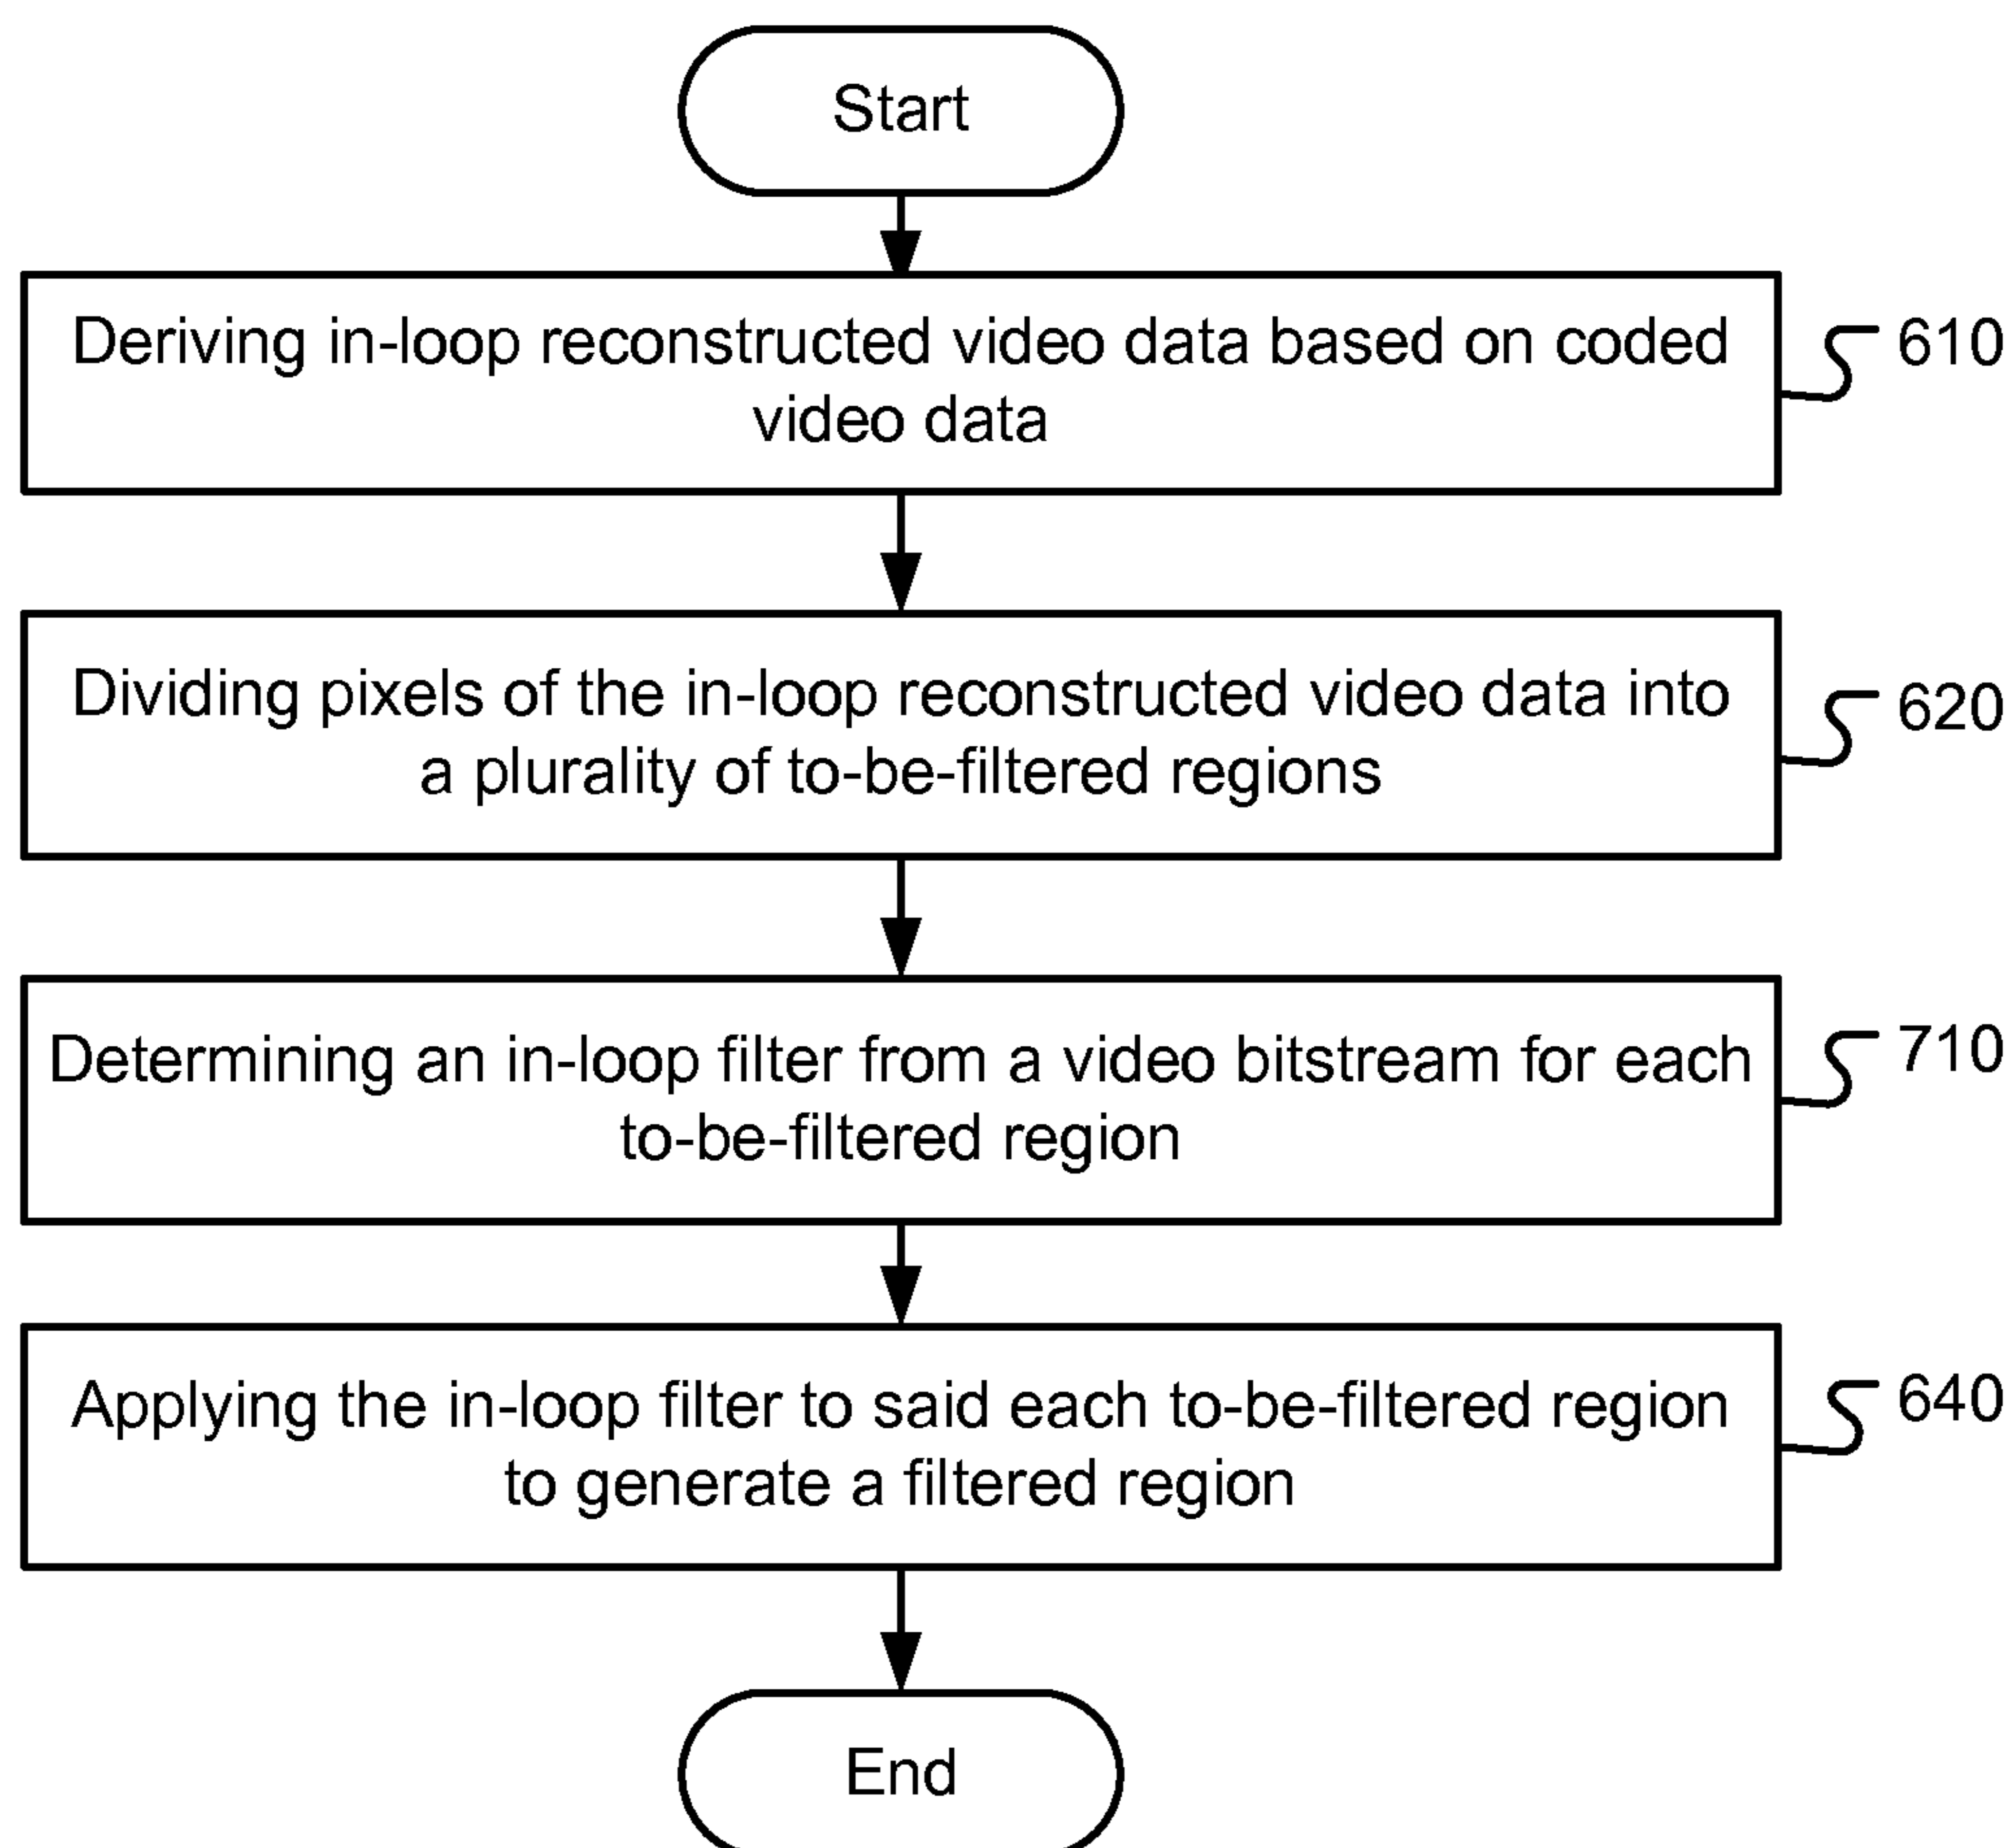 Start
Deriving in-loop reconstructed video data based on coded
video data
610
Dividing pixels of the in-loop reconstructed video data into
a plurality of to-be-filtered regions
620
Determining an in-loop filter from a video bitstream for each
to-be-filtered region
710
Applying the in-loop filter to said each to-be-filtered region
to generate a filtered region
640
End